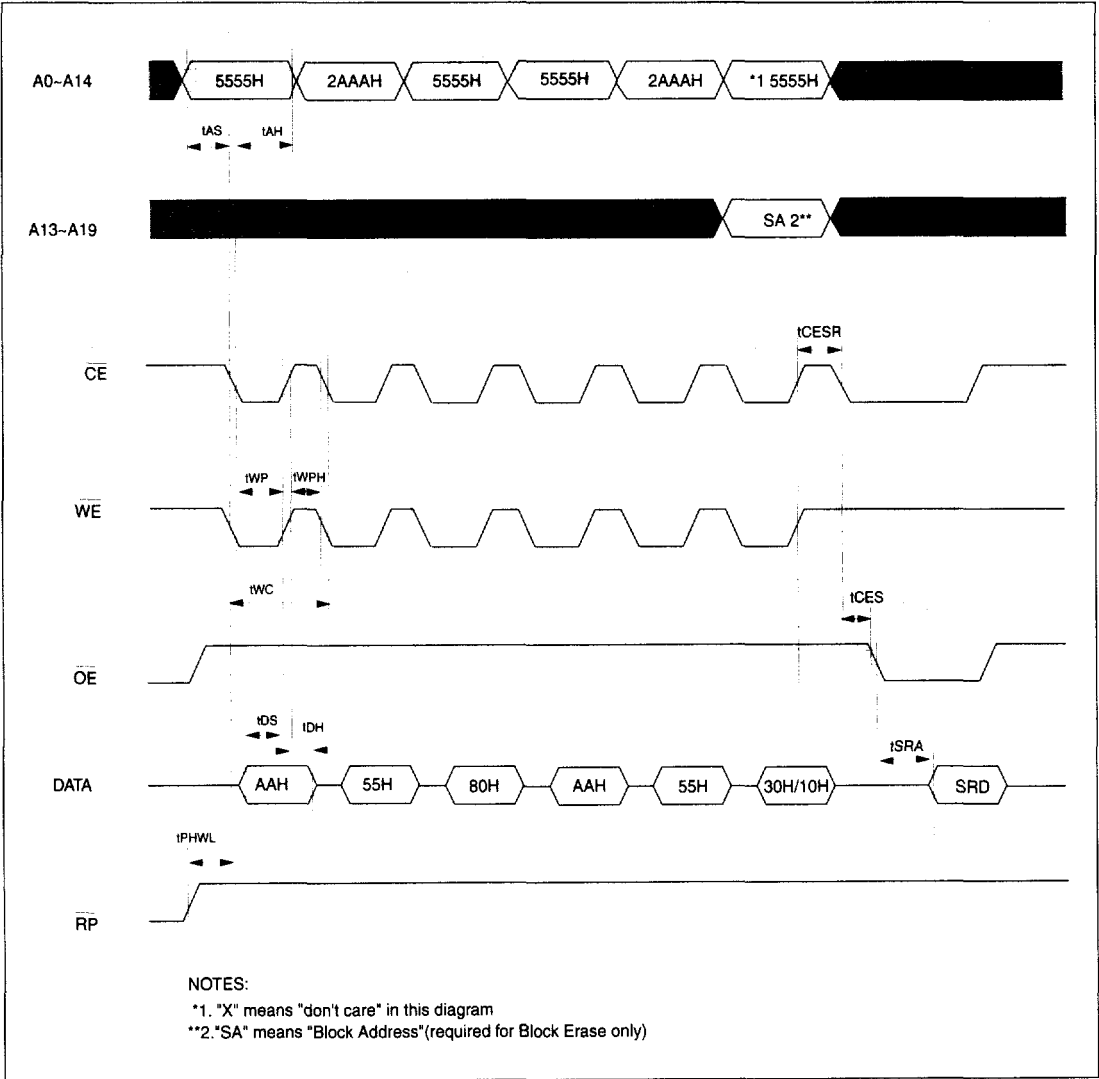 A0~A14 5555H 2AAAH 5555H 5555H 2AAAH *1 5555H
tAS tAH
A13~A19 SA 2**
tCESR
CE
tWP tWPH
WE
tWC tCES
OE
tDS tDH tSRA
DATA AAH 55H 80H AAH 55H 30H/10H SRD
tPHWL
RP
NOTES:
*1. "X" means "don't care" in this diagram
**2."SA" means "Block Address"(required for Block Erase only)